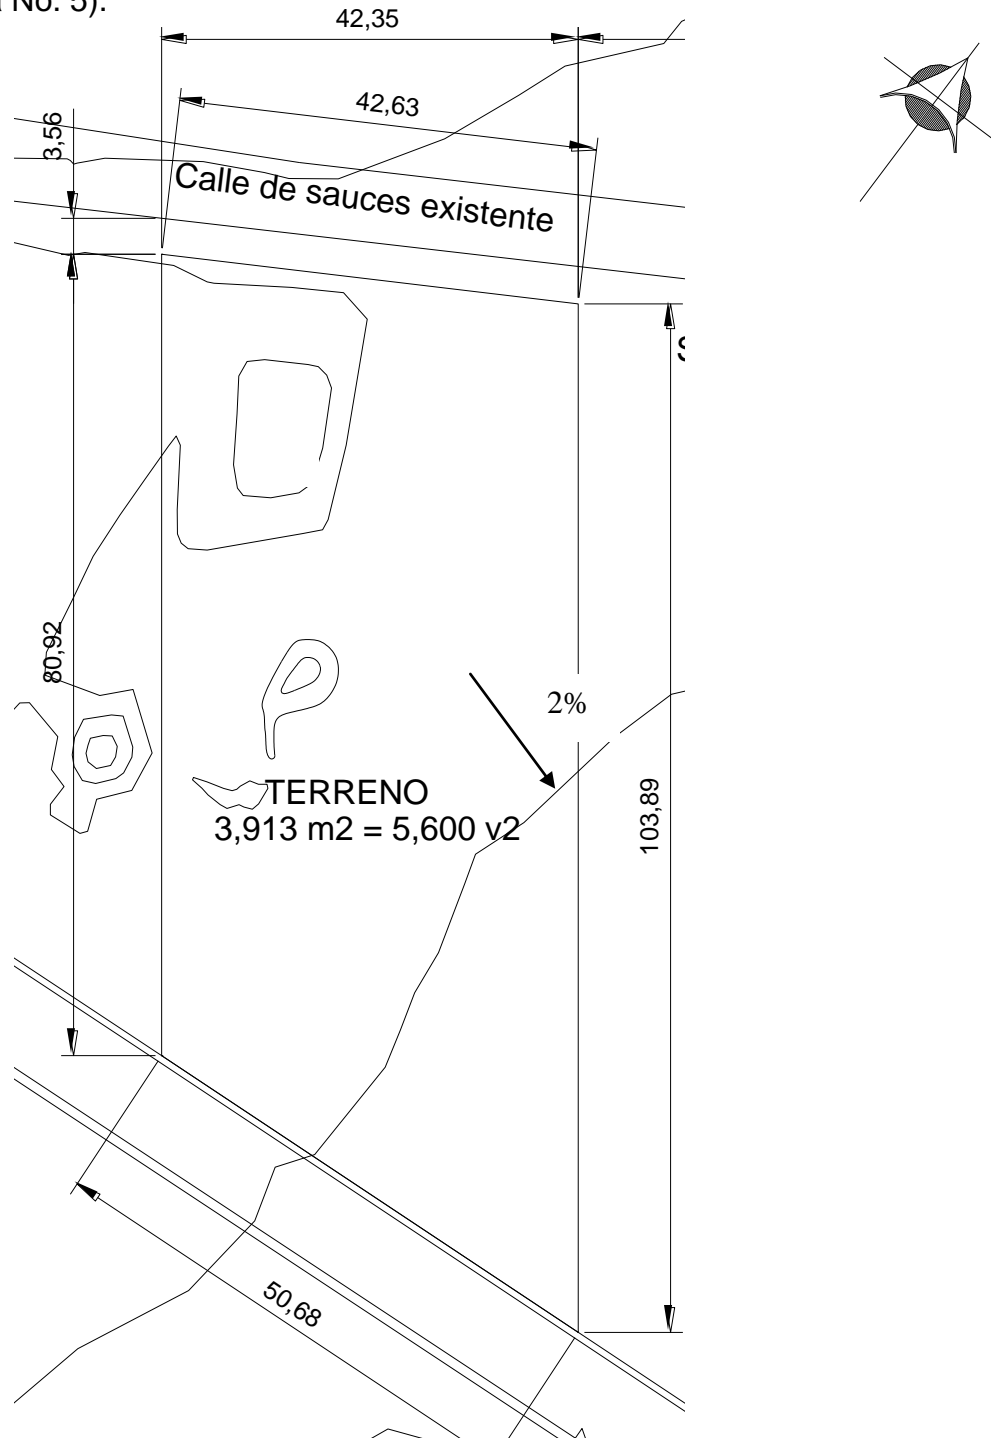 No. 5).
42,35
42,63
3,56
Calle de sauces existente
80,92
2%
TERRENO
3,913 m2 = 5,600 v2
103,89
50,68